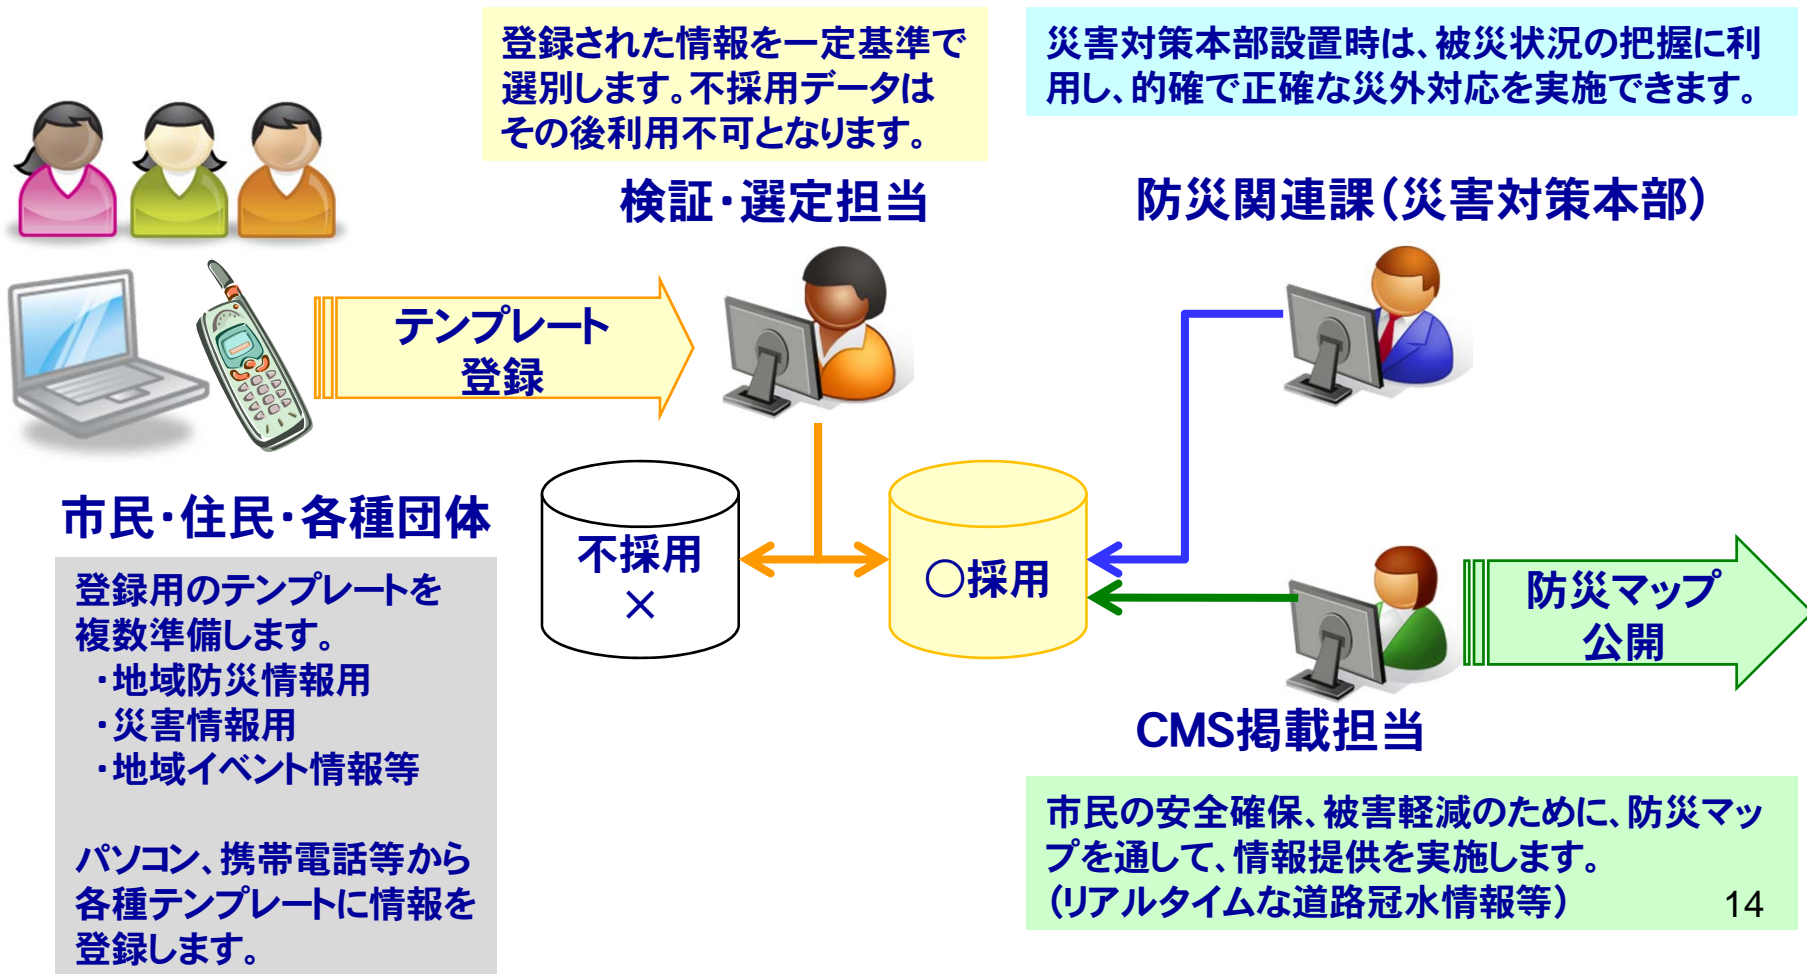 登録された情報を一定基準で
選別します。不採用データは
その後利用不可となります。
災害対策本部設置時は、被災状況の把握に利
用し、的確で正確な災外対応を実施できます。
検証・選定担当
防災関連課(災害対策本部)
テンプレート
登録
市民・住民・各種団体
登録用のテンプレートを
複数準備します。
・地域防災情報用
・災害情報用
・地域イベント情報等
パソコン、携帯電話等から
各種テンプレートに情報を
登録します。
不採用
×
○採用
防災マップ
公開
CMS掲載担当
市民の安全確保、被害軽減のために、防災マッ
プを通して、情報提供を実施します。
(リアルタイムな道路冠水情報等)
14